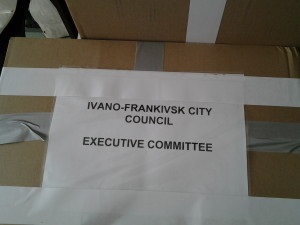 IVANO-FRANKIVSK CITY
COUNCIL
EXECUTIVE COMMITTEE